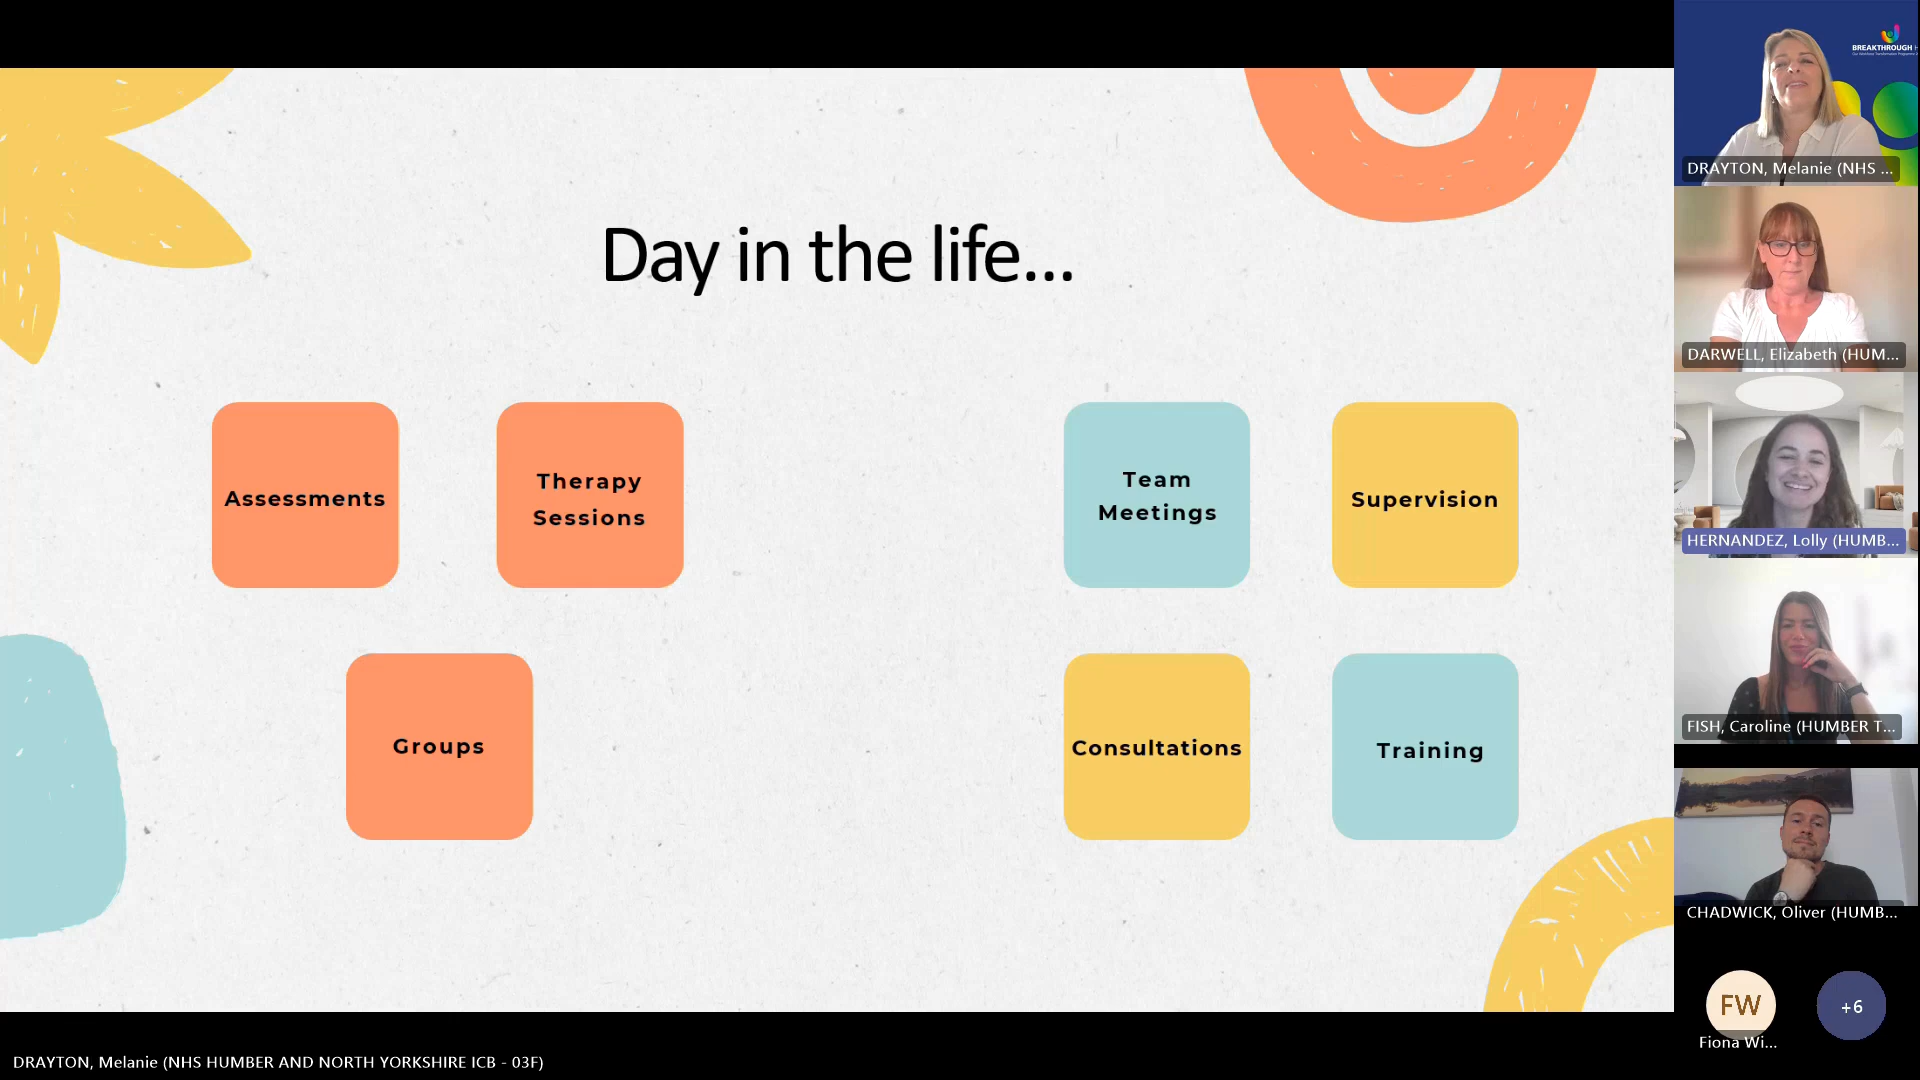 Day in the life...
Assessments
Therapy
Sessions
Groups
Team
Meetings
Supervision
Consultations
Training
BREAKTHROUGH
DRAYTON, Melanie (NHS ...
DARWELL, Elizabeth (HUM...
HERNANDEZ, Lolly (HUMB...
FISH, Caroline (HUMBER T...
CHADWICK, Oliver (HUMB...
FW
+6
Fiona Wi...
DRAYTON, Melanie (NHS HUMBER AND NORTH YORKSHIRE ICB - 03F)